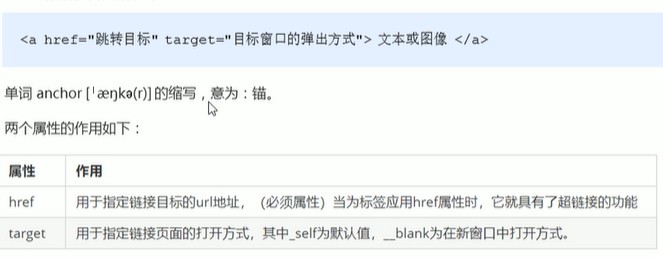 <a href="跳转目标" target="目标窗口的弹出方式"> 文本或图像 </a>
单词 anchor [ˈæŋkə(r)] 的缩写，意为：锚。
两个属性的作用如下：
属性 作用
href 用于指定链接目标的url地址，（必须属性）当为标签应用href属性时，它就具有了超链接的功能
target 用于指定链接页面的打开方式，其中_self为默认值，__blank为在新窗口中打开方式。